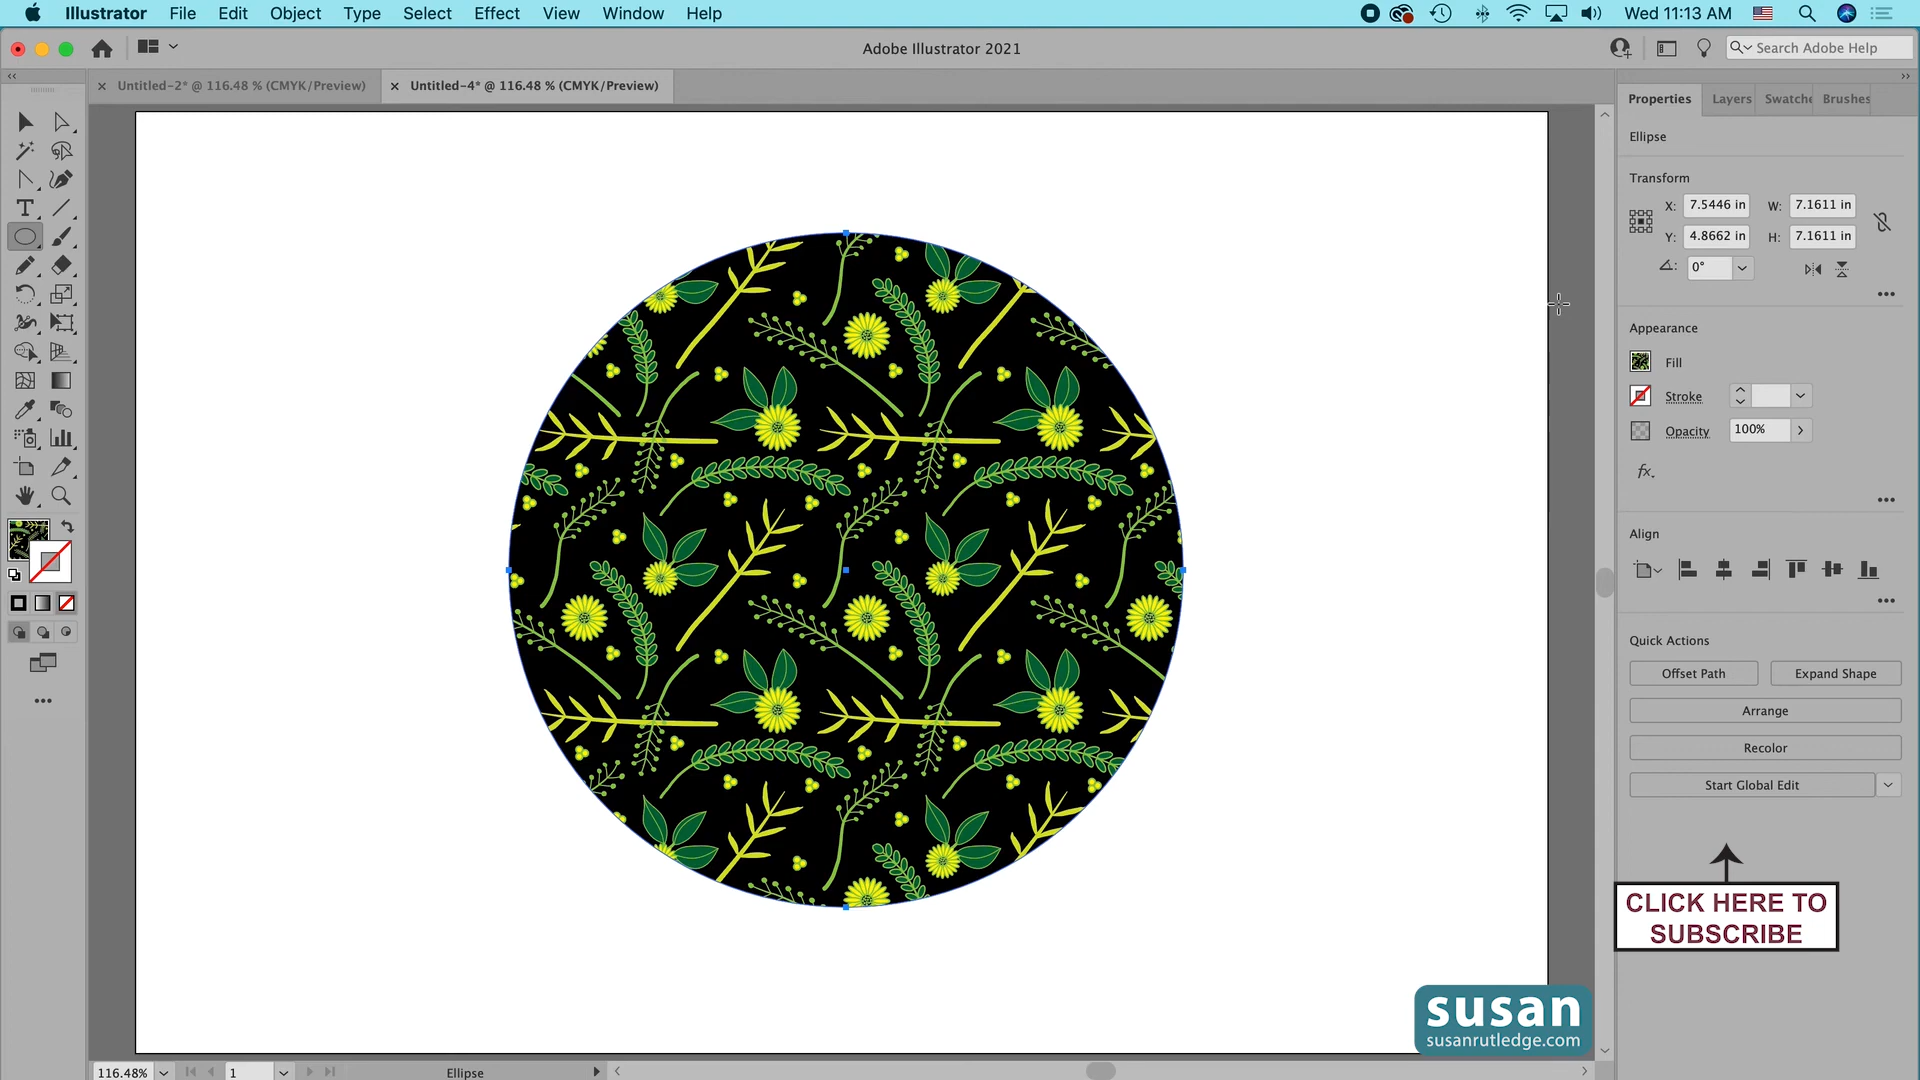 Illustrator File Edit Object Type Select Effect View Window Help Wed 11:13 AM
Adobe Illustrator 2021 Search Adobe Help
Untitled-2* @ 116.48 % (CMYK/Preview) Untitled-4* @ 116.48 % (CMYK/Preview)
Properties Layers Swatche Brushes
Ellipse
Transform
X: 7.5446 in W: 7.1611 in
Y: 4.8662 in H: 7.1611 in
0°
Appearance
Fill
Stroke
Opacity 100%
fx.
Align
Quick Actions
Offset Path Expand Shape
Arrange
Recolor
Start Global Edit
CLICK HERE TO
SUBSCRIBE
susan
susanrutledge.com
116.48% 1 Ellipse